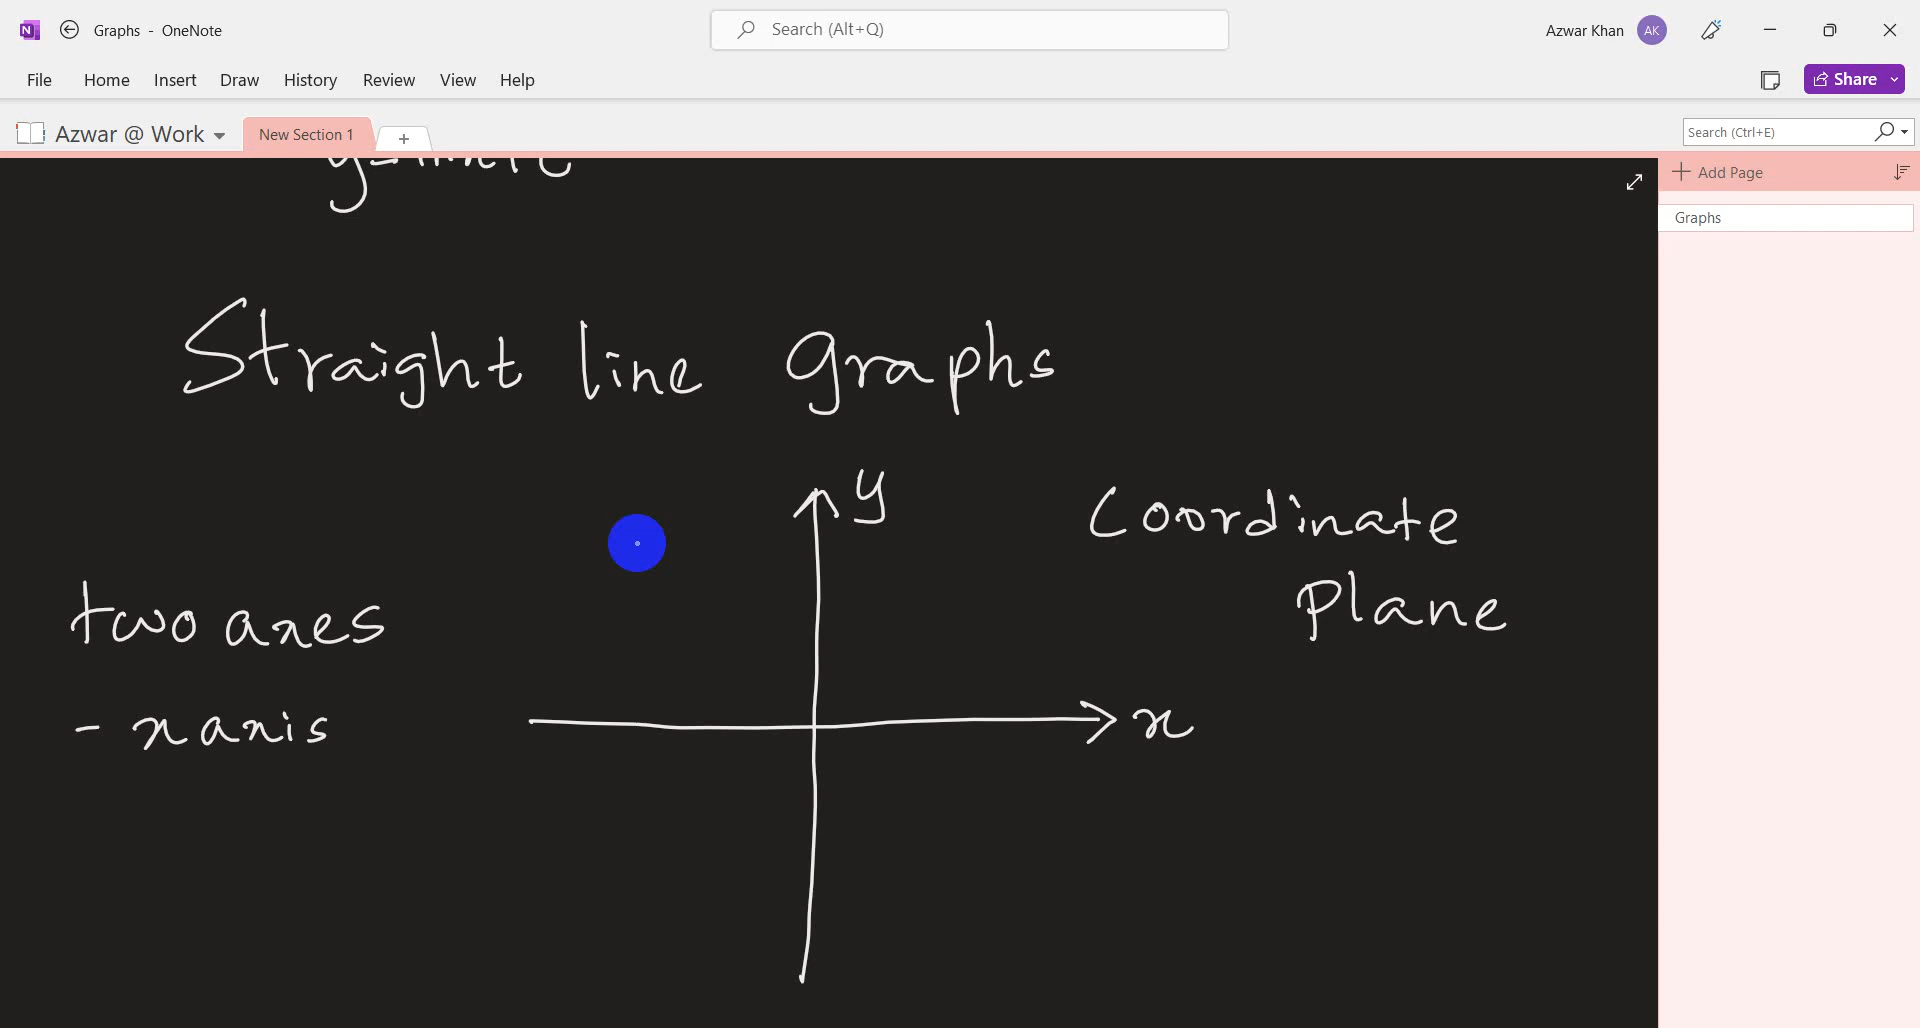 Graphs - OneNote
Search (Alt+Q)
Azwar Khan
AK
File Home Insert Draw History Review View Help
Share
Azwar @ Work
New Section 1
+
Search (Ctrl+E)
Add Page
Graphs
y=mx+c
Straight line Graphs
y
Coordinate
Plane
two axes
- x axis
x